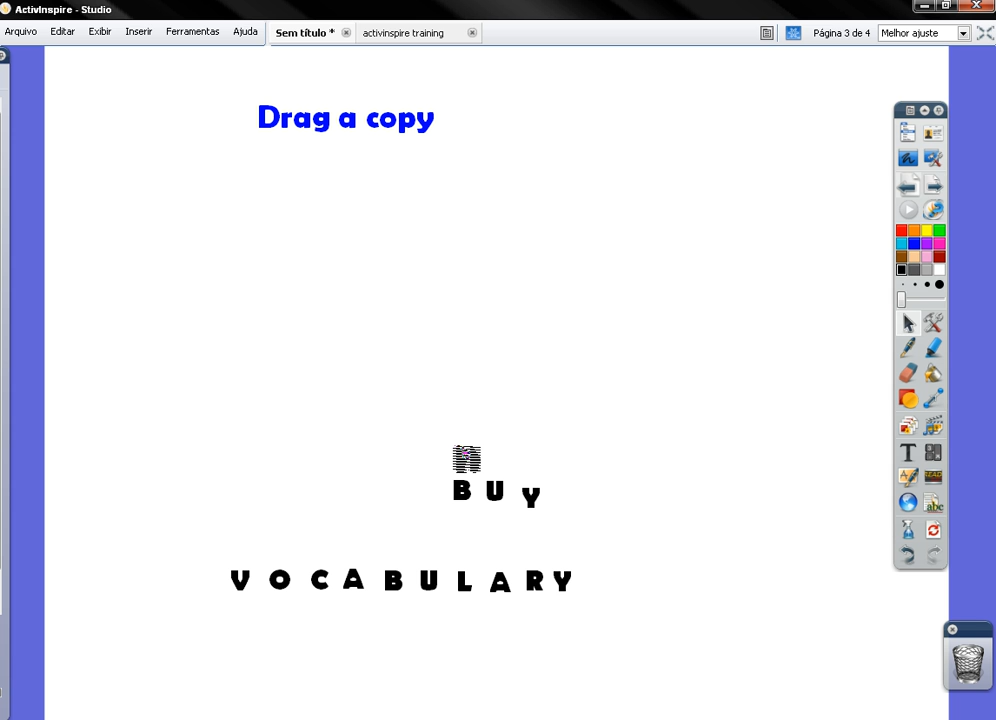 ActivInspire - Studio
Arquivo Editar Exibir Inserir Ferramentas Ajuda Sem título * activinspire training Página 3 de 4 Melhor ajuste
Drag a copy
B U Y
V O C A B U L A R Y